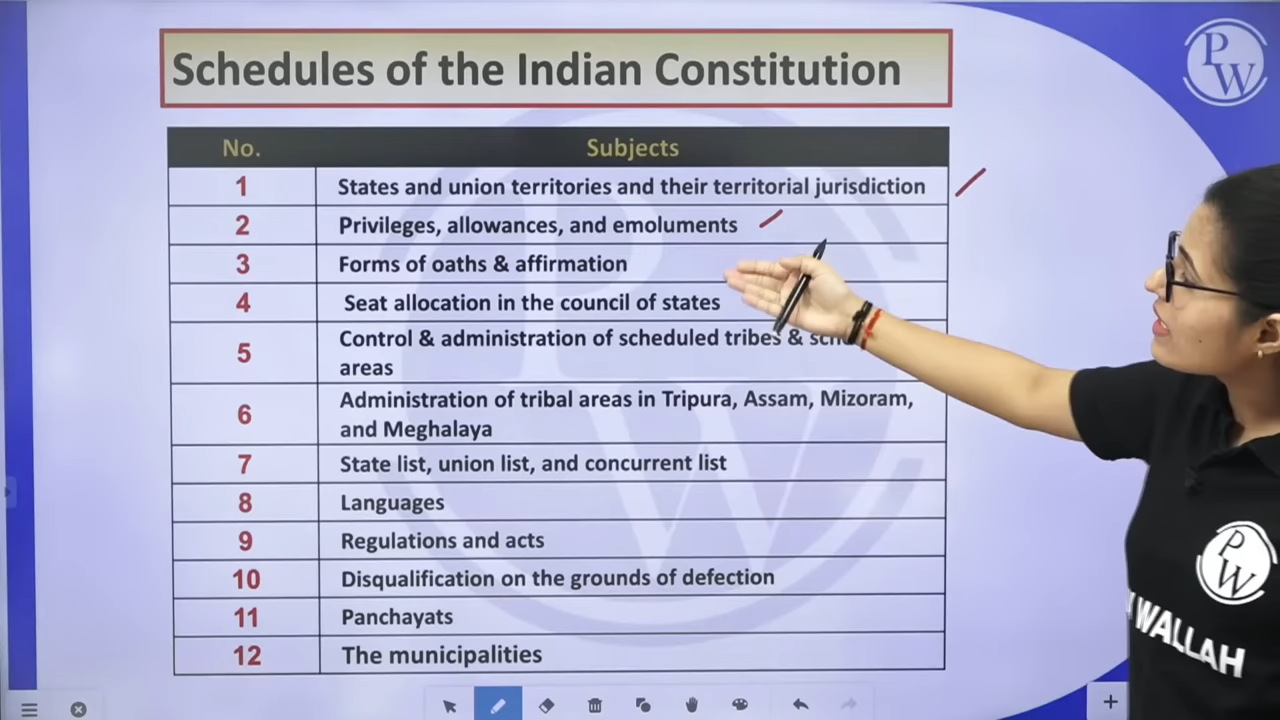 Schedules of the Indian Constitution
PW
No. Subjects
1 States and union territories and their territorial jurisdiction
2 Privileges, allowances, and emoluments
3 Forms of oaths & affirmation
4 Seat allocation in the council of states
5 Control & administration of scheduled tribes &
areas
6 Administration of tribal areas in Tripura, Assam, Mizoram,
and Meghalaya
7 State list, union list, and concurrent list
8 Languages
9 Regulations and acts
10 Disqualification on the grounds of defection
11 Panchayats
12 The municipalities
PW
WALLAH